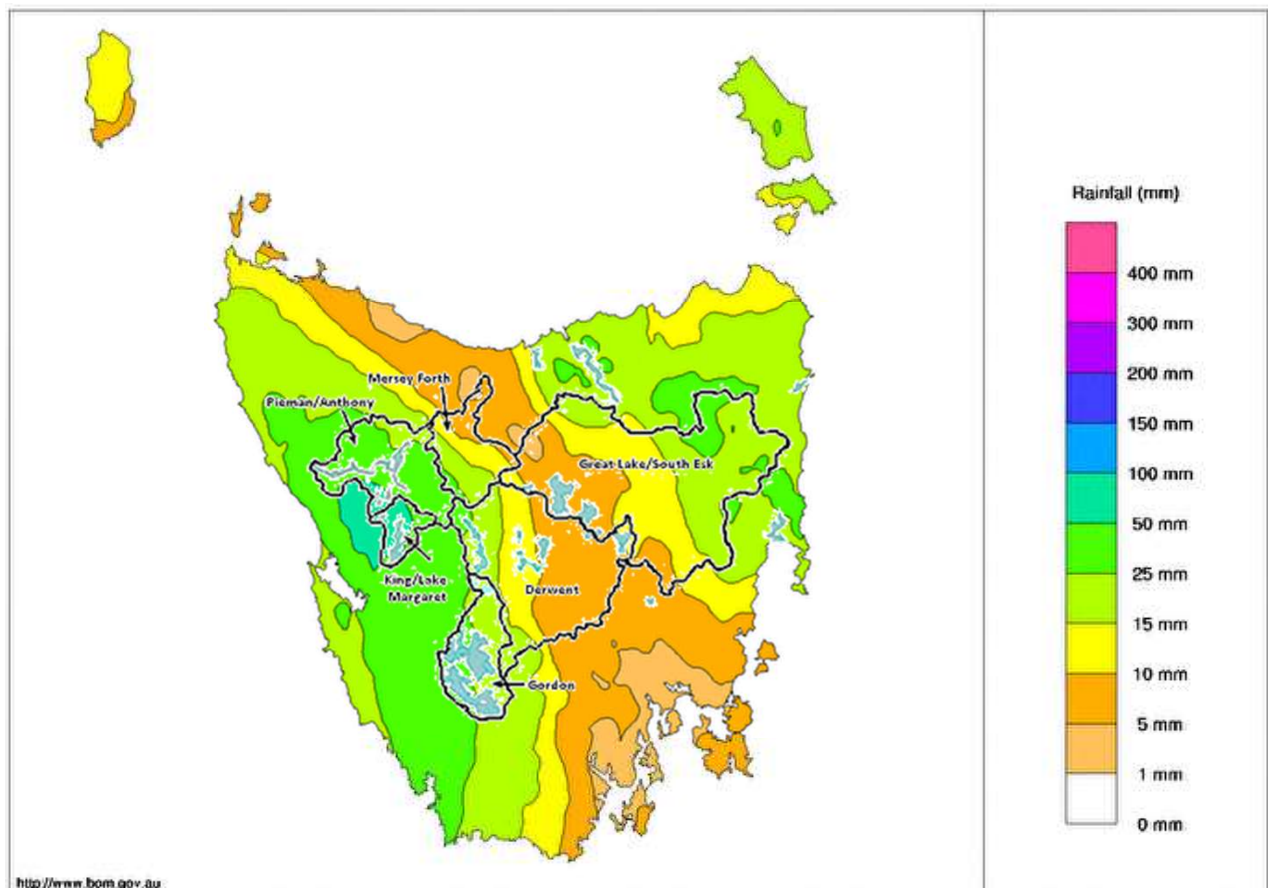 Rainfall (mm)
400 mm
300 mm
200 mm
150 mm
100 mm
50 mm
25 mm
15 mm
10 mm
5 mm
1 mm
0 mm
Mersey Forth
Pieman/Anthony
Great Lake/South Esk
King/Lake
Margaret
Derwent
Gordon
http://www.bom.gov.au